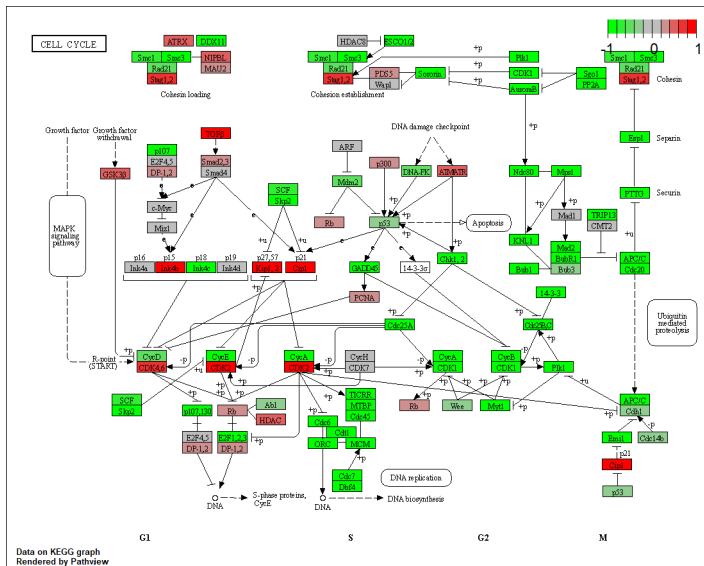 CELL CYCLE
ATRX
DDX11
Smc1
Smc3
NIPBL
Rad21
MAU2
Stag1,2
Cohesin loading
HDAC8
ESCO1/2
+p
Smc1
Smc3
Rad21
Stag1,2
PDS5
Wapl
Sororin
Cohesion establishment
Plk1
CDK1
AuroraB
Sgo1
PP2A
+p
+p
-1
0
1
Smc1
Smc3
Rad21
Stag1,2
Cohesin
Growth factor
Growth factor
withdrawal
GSK3β
p107
E2F4,5
DP-1,2
TGFβ
Smad2,3
Smad4
c-Myc
Miz1
e
e
e
MAPK
signaling
pathway
SCF
Skp2
+u
ARF
Mdm2
Rb
p300
DNA damage checkpoint
DNA-PK
ATM/ATR
+p
+p
+p
p53
Apoptosis
+p
Ndc80
Mps1
+p
+p
KNL1
Bub1
Mad1
Mad2
BubR1
Bub3
TRIP13
CMT2
Esp1
Separin
PTTG
Securin
+u
APC/C
Cdc20
p16
p15
p18
p19
p27,57
p21
Ink4a
Ink4b
Ink4c
Ink4d
Kip1, 2
Cip1
e
e
e
GADD45
14-3-3σ
PCNA
Chk1, 2
+p
+p
14-3-3
Cdc25A
Cdc25B,C
Ubiquitin
mediated
proteolysis
R-point
(START)
+p
CycD
CDK4,6
-p
CycE
CDK2
-p
CycA
CDK2
CycH
CDK7
-p
CycA
CDK1
CycB
CDK1
-p
Plk1
+u
SCF
Skp2
+u
+p
p107,130
+p
Rb
Abl
HDAC
+p
E2F4,5
DP-1,2
E2F1,2,3
DP-1,2
+p
TICRR
MTBP
Cdc45
Cdc6
Cdt1
ORC
MCM
+p
Cdc7
Dbf4
+p
Rb
Wee
Myt1
+p
+p
APC/C
Cdh1
Emi1
-p
Cdc14b
p21
Cip1
p53
DNA
S-phase proteins,
CycE
DNA
DNA biosynthesis
DNA replication
G1
S
G2
M
Data on KEGG graph
Rendered by Pathview